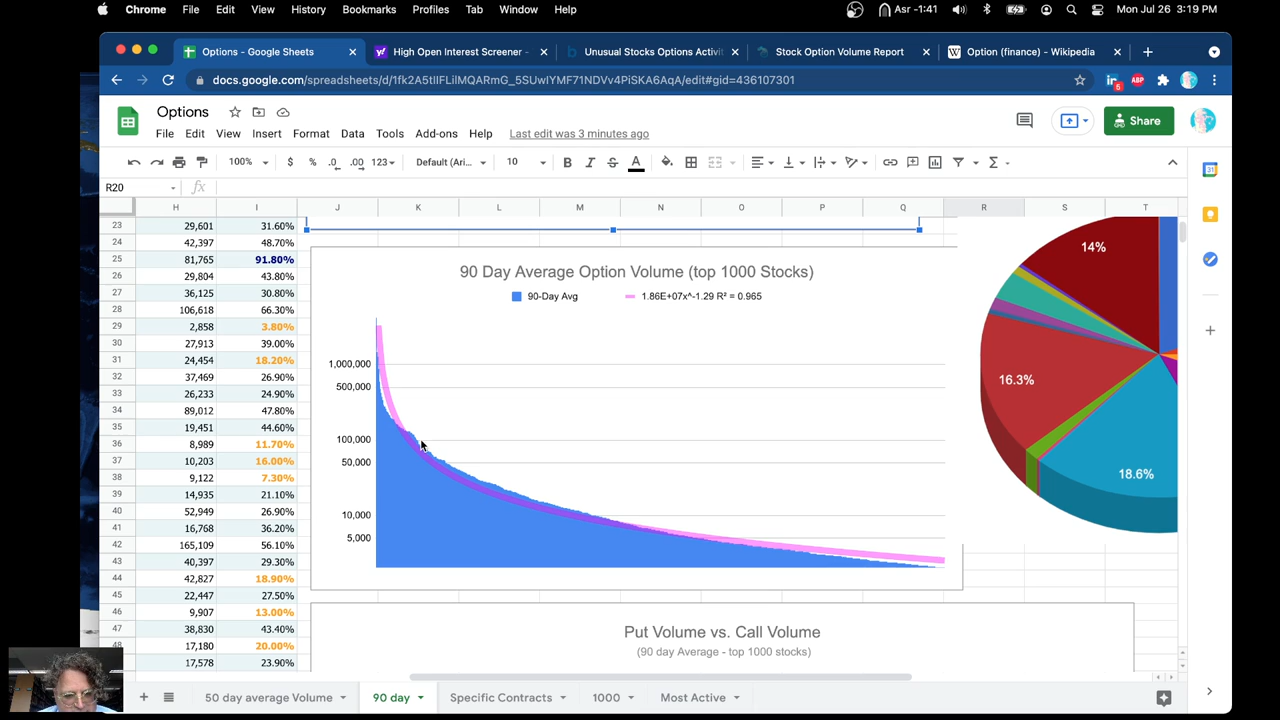 Chrome File Edit View History Bookmarks Profiles Tab Window Help Asr -1:41 Mon Jul 26 3:19 PM
Options - Google Sheets × High Open Interest Screener - × Unusual Stocks Options Activit × Stock Option Volume Report × Option (finance) - Wikipedia × +
docs.google.com/spreadsheets/d/1fk2A5tIIFLilMQARmG_5SUwIYMF71NDVv4PiSKA6AqA/edit#gid=436107301
Options
File Edit View Insert Format Data Tools Add-ons Help Last edit was 3 minutes ago
Share
100% $ % .0 .00 123 Default (Ari... 10 B I S A
R20 fx
H I J K L M N O P Q R S T
23 29,601 31.60%
24 42,397 48.70%
25 81,765 91.80%
26 29,804 43.80%
27 36,125 30.80%
28 106,618 66.30%
29 2,858 3.80%
30 27,913 39.00%
31 24,454 18.20%
32 37,469 26.90%
33 26,233 24.90%
34 89,012 47.80%
35 19,451 44.60%
36 8,989 11.70%
37 10,203 16.00%
38 9,122 7.30%
39 14,935 21.10%
40 52,949 26.90%
41 16,768 36.20%
42 165,109 56.10%
43 40,397 29.30%
44 42,827 18.90%
45 22,447 27.50%
46 9,907 13.00%
47 38,830 43.40%
48 17,180 20.00%
17,578 23.90%
90 Day Average Option Volume (top 1000 Stocks)
90-Day Avg 1.86E+07x^-1.29 R² = 0.965
1,000,000
500,000
100,000
50,000
10,000
5,000
14%
16.3%
18.6%
Put Volume vs. Call Volume
(90 day Average - top 1000 stocks)
+ 50 day average Volume 90 day Specific Contracts 1000 Most Active